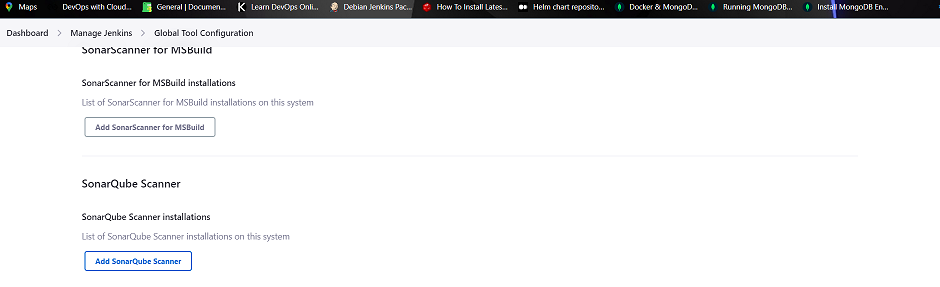 Maps DevOps with Cloud... General | Documen... Learn DevOps Onli... Debian Jenkins Pac... How To Install Lates... Helm chart reposito... Docker & MongoD... Running MongoDB... Install MongoDB En...
Dashboard > Manage Jenkins > Global Tool Configuration
SonarScanner for MSBuild
SonarScanner for MSBuild installations
List of SonarScanner for MSBuild installations on this system
Add SonarScanner for MSBuild
SonarQube Scanner
SonarQube Scanner installations
List of SonarQube Scanner installations on this system
Add SonarQube Scanner